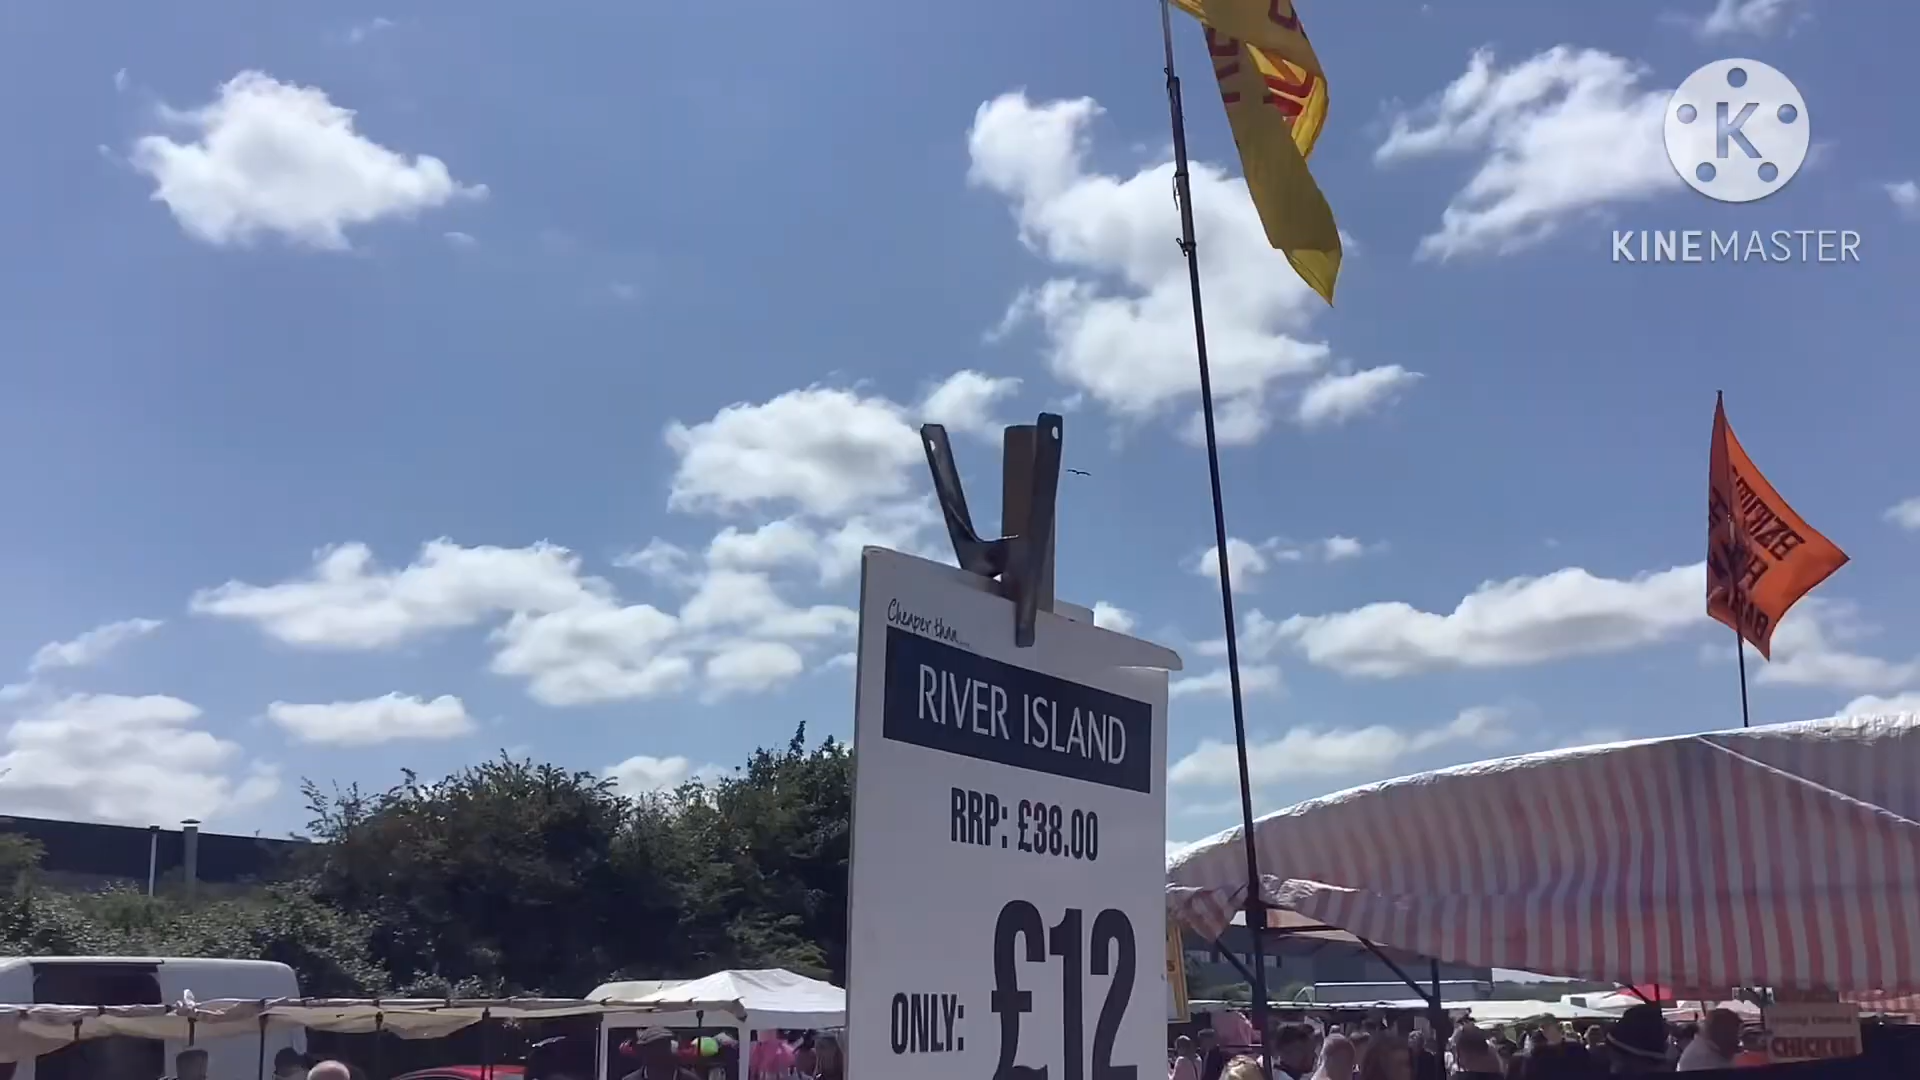 K
KINEMASTER
Cheaper than....
RIVER ISLAND
RRP: £38.00
ONLY: £12
CHICKEN